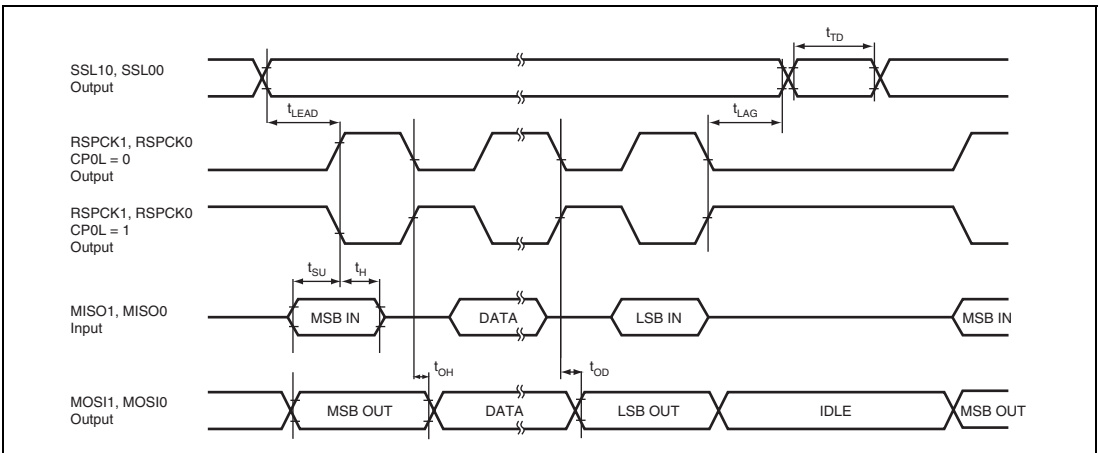 tTD
SSL10, SSL00
Output
tLEAD
tLAG
RSPCK1, RSPCK0
CP0L = 0
Output
RSPCK1, RSPCK0
CP0L = 1
Output
tSU
tH
MISO1, MISO0
Input
MSB IN
DATA
LSB IN
MSB IN
tOH
tOD
MOSI1, MOSI0
Output
MSB OUT
DATA
LSB OUT
IDLE
MSB OUT